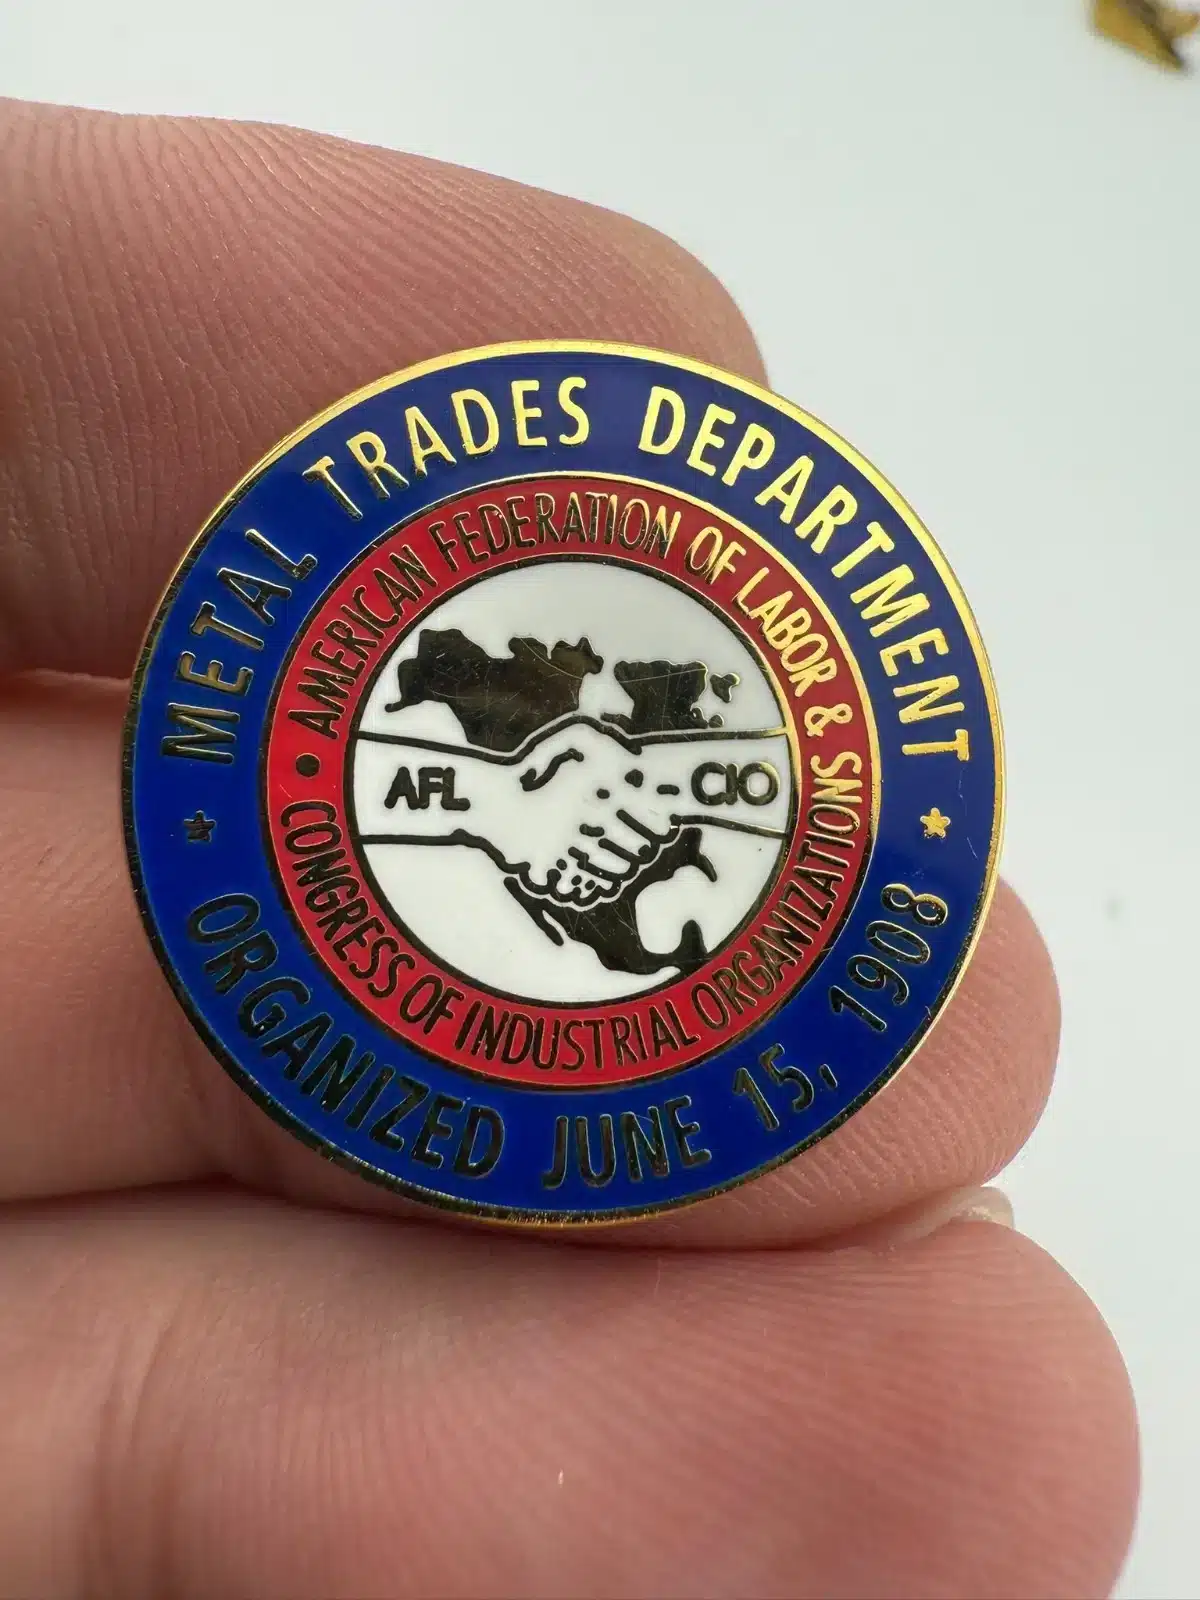 METAL TRADES DEPARTMENT
ORGANIZED JUNE 15, 1908
AMERICAN FEDERATION OF LABOR &
CONGRESS OF INDUSTRIAL ORGANIZATIONS
AFL - CIO